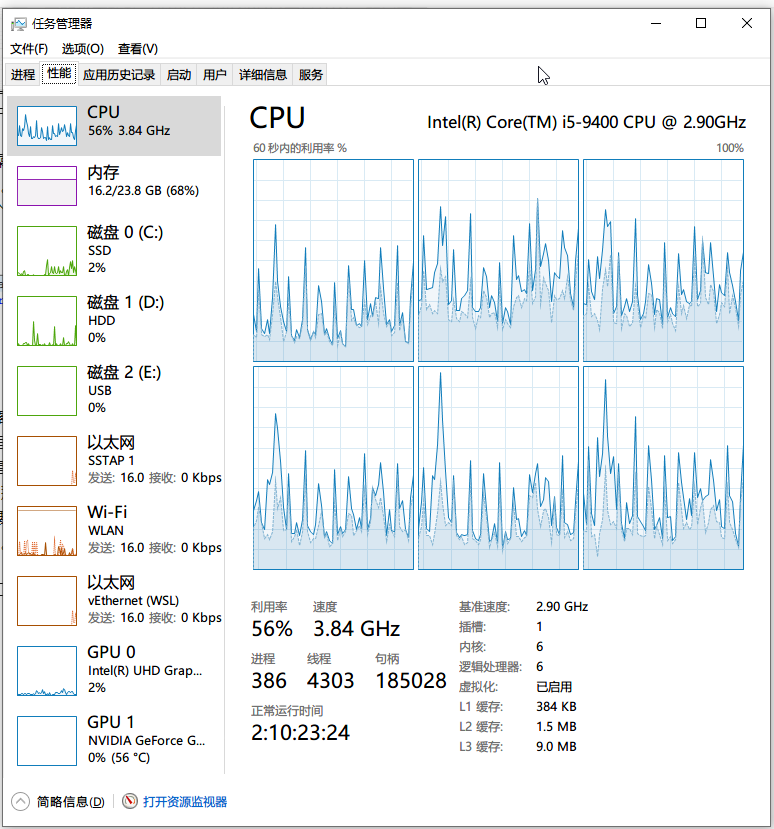 任务管理器
文件(F) 选项(O) 查看(V)
进程 性能 应用历史记录 启动 用户 详细信息 服务
CPU
56% 3.84 GHz
内存
16.2/23.8 GB (68%)
磁盘 0 (C:)
SSD
2%
磁盘 1 (D:)
HDD
0%
磁盘 2 (E:)
USB
0%
以太网
SSTAP 1
发送: 16.0 接收: 0 Kbps
Wi-Fi
WLAN
发送: 16.0 接收: 0 Kbps
以太网
vEthernet (WSL)
发送: 16.0 接收: 0 Kbps
GPU 0
Intel(R) UHD Grap...
2%
GPU 1
NVIDIA GeForce G...
0% (56 °C)
CPU
Intel(R) Core(TM) i5-9400 CPU @ 2.90GHz
60 秒内的利用率 % 100%
利用率 速度
56% 3.84 GHz
进程 线程 句柄
386 4303 185028
正常运行时间
2:10:23:24
基准速度: 2.90 GHz
插槽: 1
内核: 6
逻辑处理器: 6
虚拟化: 已启用
L1 缓存: 384 KB
L2 缓存: 1.5 MB
L3 缓存: 9.0 MB
简略信息(D) 打开资源监视器